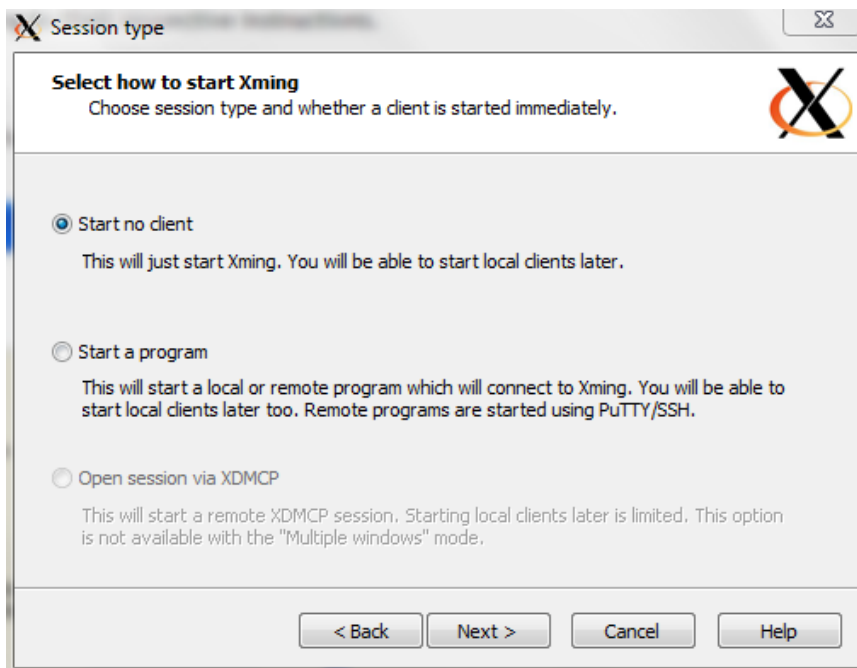 Session type
Select how to start Xming
Choose session type and whether a client is started immediately.
Start no client
This will just start Xming. You will be able to start local clients later.
Start a program
This will start a local or remote program which will connect to Xming. You will be able to
start local clients later too. Remote programs are started using PuTTY/SSH.
Open session via XDMCP
This will start a remote XDMCP session. Starting local clients later is limited. This option
is not available with the "Multiple windows" mode.
< Back
Next >
Cancel
Help